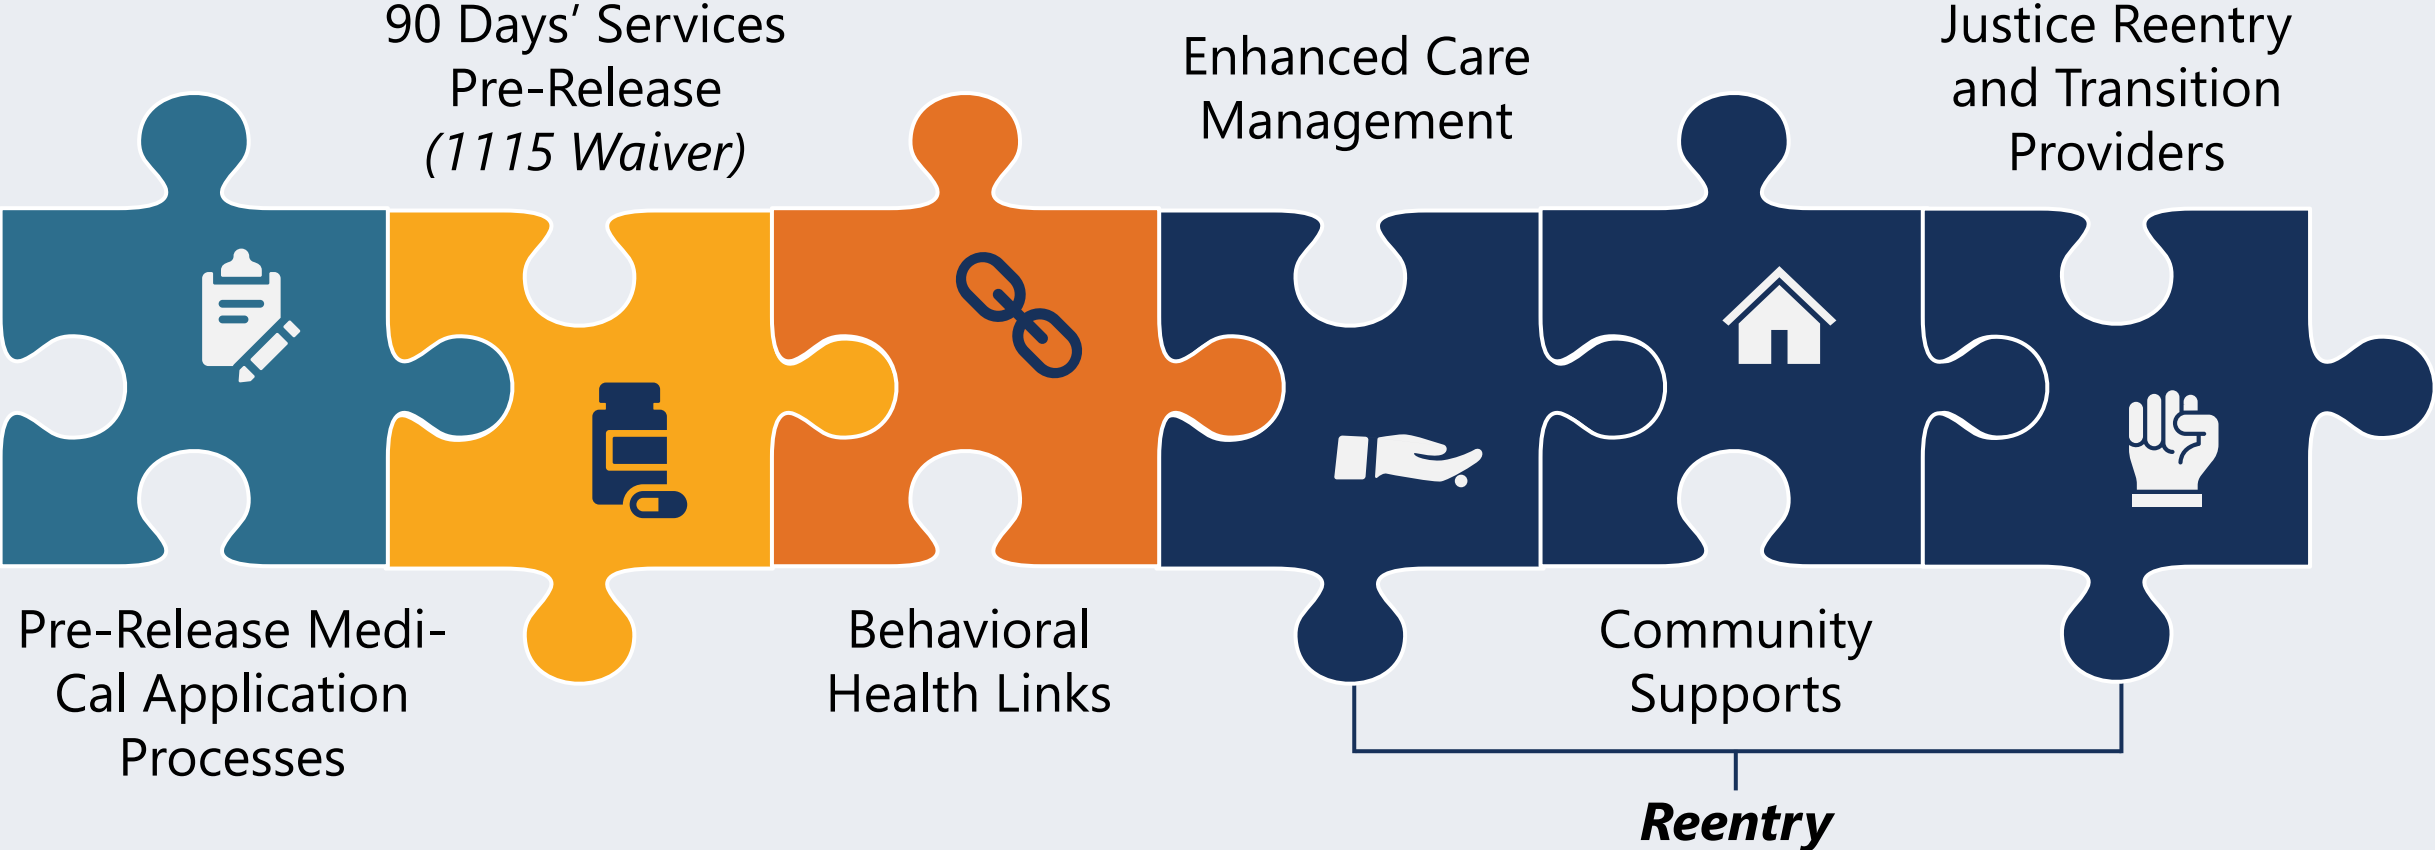 90 Days’ Services
Pre-Release
(1115 Waiver)
Enhanced Care
Management
Justice Reentry
and Transition
Providers
Pre-Release Medi-
Cal Application
Processes
Behavioral
Health Links
Community
Supports
Reentry